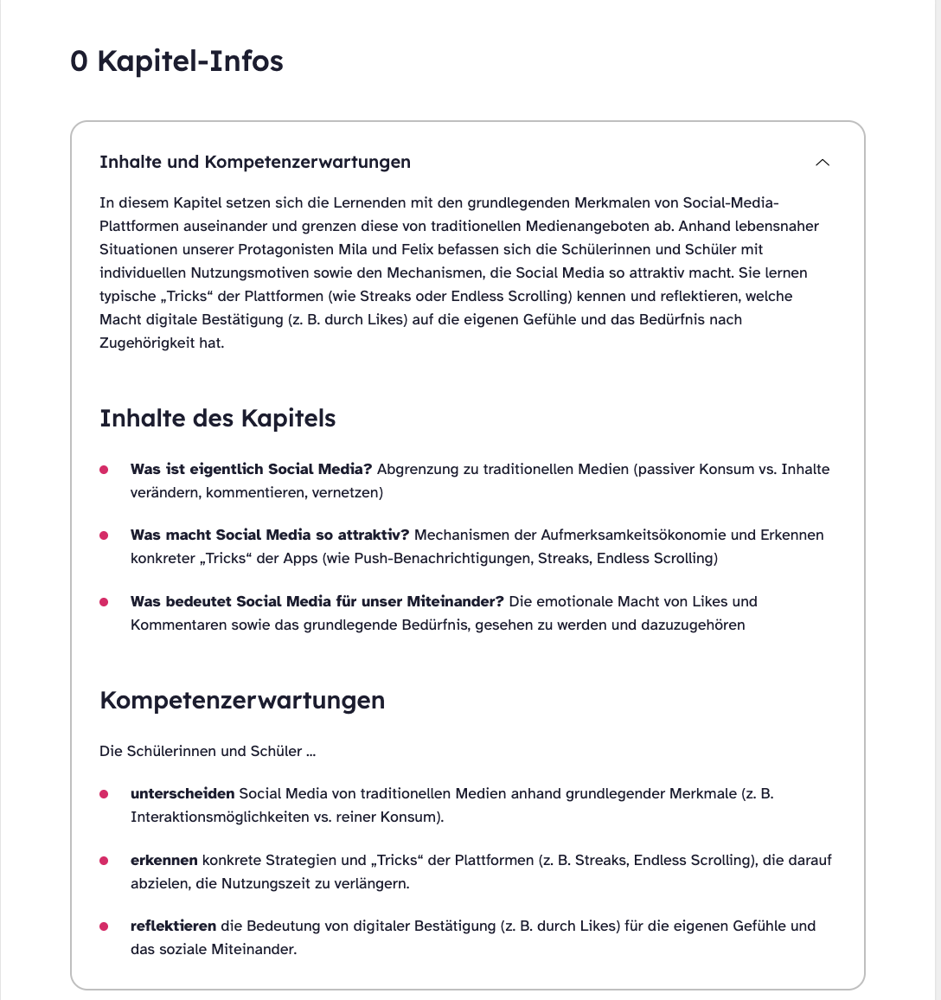 0 Kapitel-Infos
Inhalte und Kompetenzerwartungen
In diesem Kapitel setzen sich die Lernenden mit den grundlegenden Merkmalen von Social-Media-
Plattformen auseinander und grenzen diese von traditionellen Medienangeboten ab. Anhand lebensnaher
Situationen unserer Protagonisten Mila und Felix befassen sich die Schülerinnen und Schüler mit
individuellen Nutzungsmotiven sowie den Mechanismen, die Social Media so attraktiv macht. Sie lernen
typische „Tricks“ der Plattformen (wie Streaks oder Endless Scrolling) kennen und reflektieren, welche
Macht digitale Bestätigung (z. B. durch Likes) auf die eigenen Gefühle und das Bedürfnis nach
Zugehörigkeit hat.
Inhalte des Kapitels
Was ist eigentlich Social Media? Abgrenzung zu traditionellen Medien (passiver Konsum vs. Inhalte
verändern, kommentieren, vernetzen)
Was macht Social Media so attraktiv? Mechanismen der Aufmerksamkeitsökonomie und Erkennen
konkreter „Tricks“ der Apps (wie Push-Benachrichtigungen, Streaks, Endless Scrolling)
Was bedeutet Social Media für unser Miteinander? Die emotionale Macht von Likes und
Kommentaren sowie das grundlegende Bedürfnis, gesehen zu werden und dazuzugehören
Kompetenzerwartungen
Die Schülerinnen und Schüler ...
unterscheiden Social Media von traditionellen Medien anhand grundlegender Merkmale (z. B.
Interaktionsmöglichkeiten vs. reiner Konsum).
erkennen konkrete Strategien und „Tricks“ der Plattformen (z. B. Streaks, Endless Scrolling), die darauf
abzielen, die Nutzungszeit zu verlängern.
reflektieren die Bedeutung von digitaler Bestätigung (z. B. durch Likes) für die eigenen Gefühle und
das soziale Miteinander.